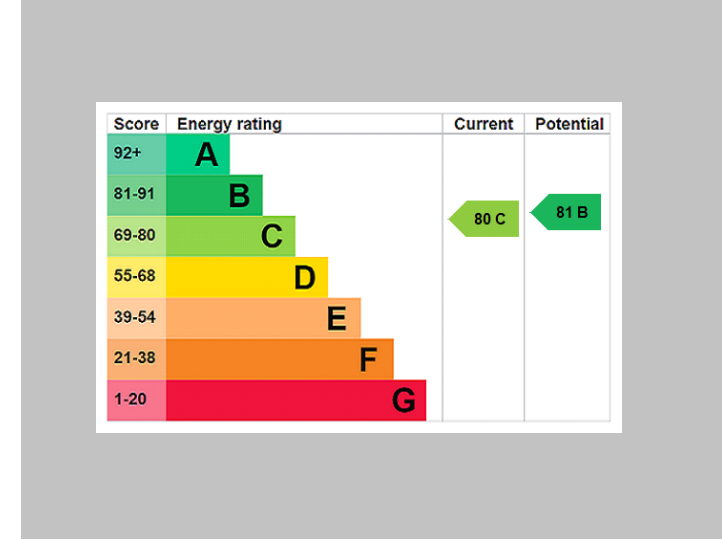 Score Energy rating Current Potential
92+ A
81-91 B
69-80 C 80 C 81 B
55-68 D
39-54 E
21-38 F
1-20 G